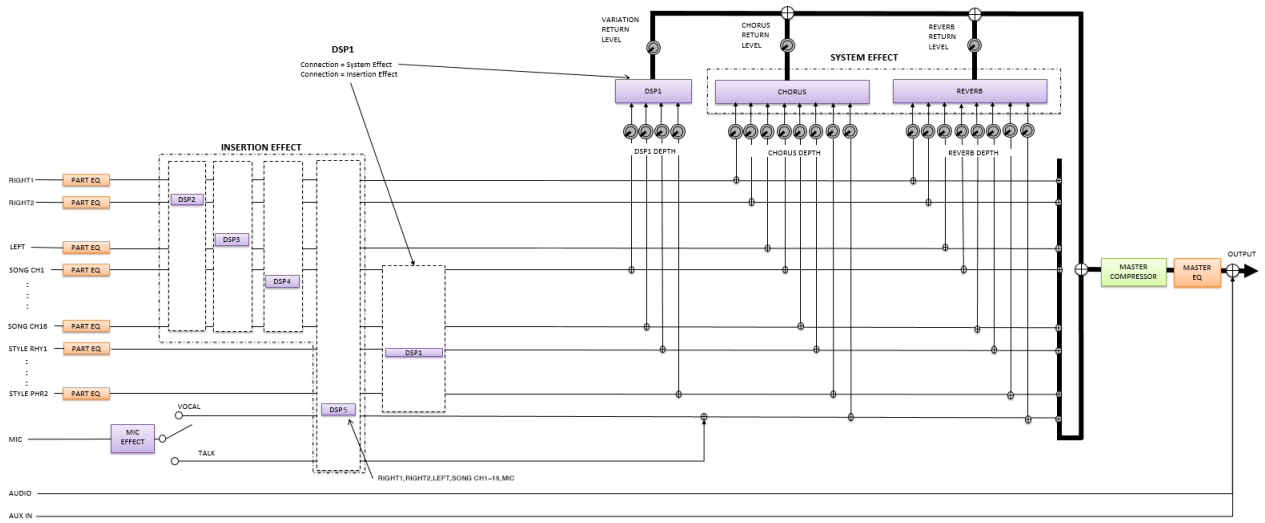 VARIATION
RETURN
LEVEL
CHORUS
RETURN
LEVEL
REVERB
RETURN
LEVEL
DSP1
Connection = System Effect
Connection = Insertion Effect
SYSTEM EFFECT
DSP1
CHORUS
REVERB
DSP1 DEPTH
CHORUS DEPTH
REVERB DEPTH
INSERTION EFFECT
RIGHT1
PART EQ
RIGHT2
PART EQ
DSP2
LEFT
PART EQ
DSP3
SONG CH1
PART EQ
DSP4
SONG CH16
PART EQ
STYLE RHY1
PART EQ
DSP1
STYLE PHR2
PART EQ
DSP5
VOCAL
MIC
MIC
EFFECT
TALK
RIGHT1,RIGHT2,LEFT,SONG CH1-16,MIC
AUDIO
AUX IN
MASTER
COMPRESSOR
MASTER
EQ
OUTPUT